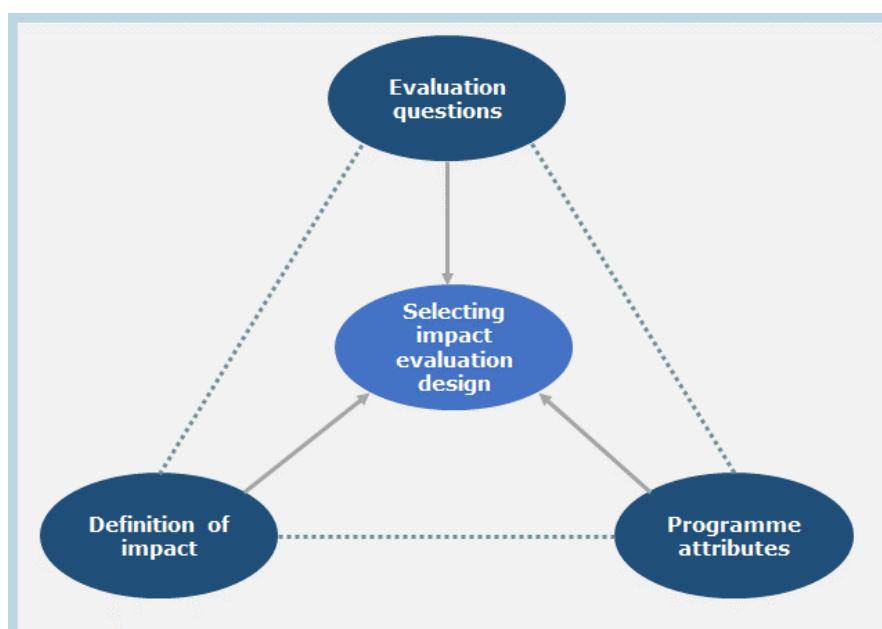 Evaluation
questions
Selecting
impact
evaluation
design
Definition of
impact
Programme
attributes